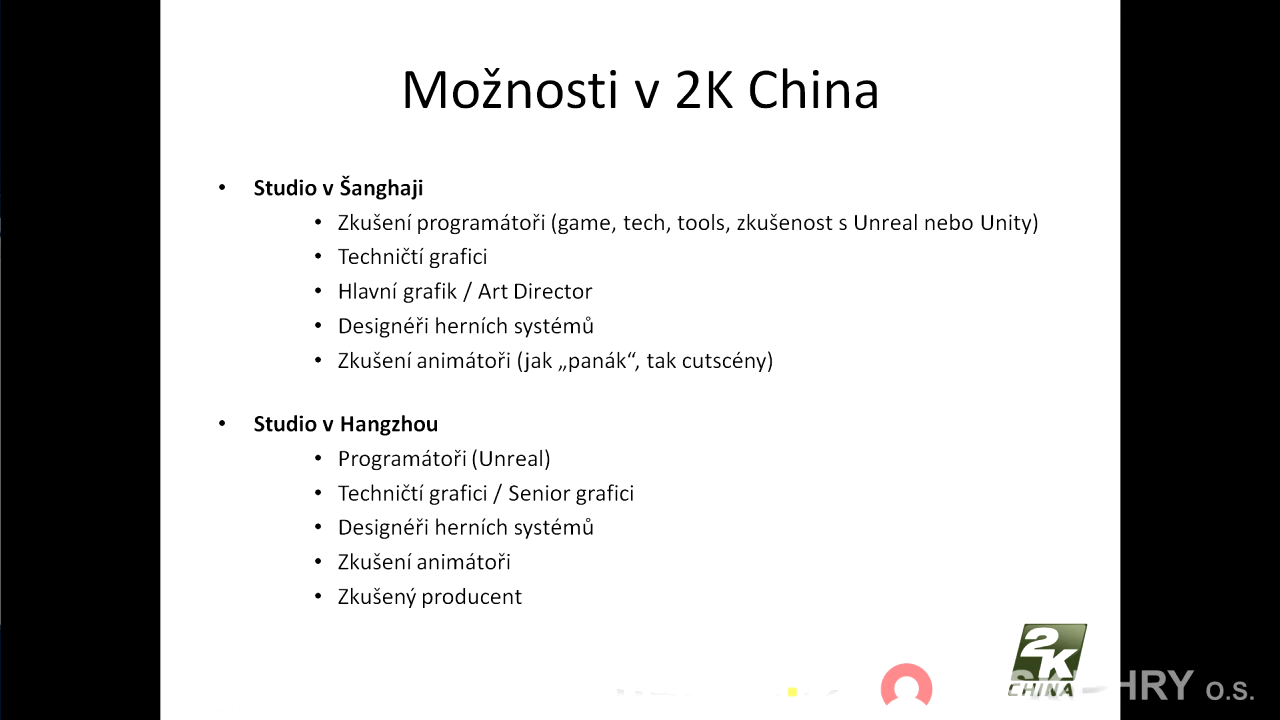 Možnosti v 2K China
• Studio v Šanghaji
• Zkušení programátoři (game, tech, tools, zkušenost s Unreal nebo Unity)
• Techničtí grafici
• Hlavní grafik / Art Director
• Designéři herních systémů
• Zkušení animátoři (jak „panák“, tak cutscény)
• Studio v Hangzhou
• Programátoři (Unreal)
• Techničtí grafici / Senior grafici
• Designéři herních systémů
• Zkušení animátoři
• Zkušený producent
2K
CHINA
HRY o.s.